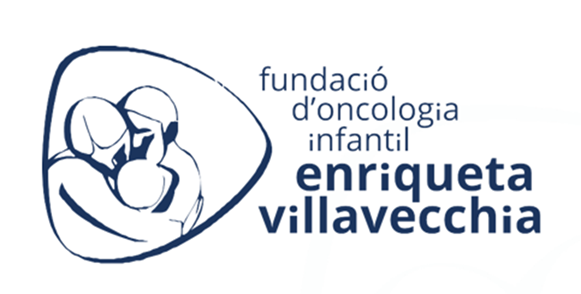 fundació
d'oncologia
infantil
enriqueta
villavecchia